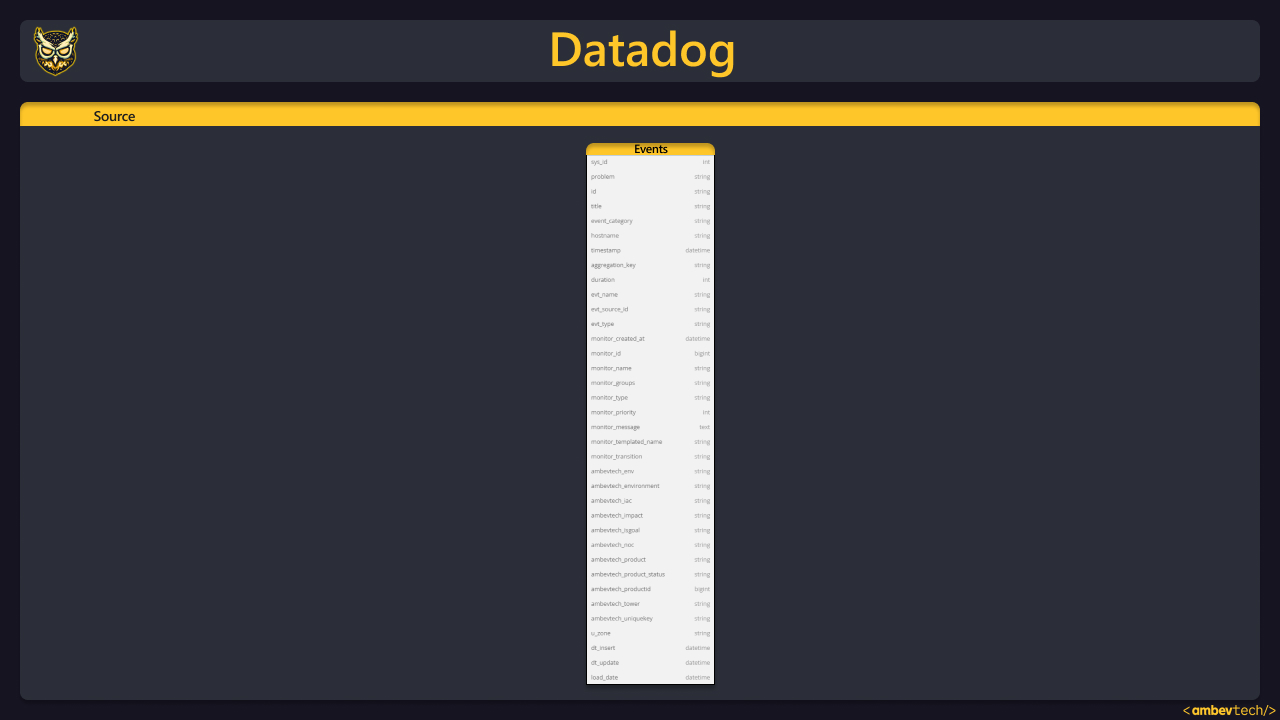 Datadog
Source
Events
sys_id int
problem string
id string
title string
event_category string
hostname string
timestamp datetime
aggregation_key string
duration int
evt_name string
evt_source_id string
evt_type string
monitor_created_at datetime
monitor_id bigint
monitor_name string
monitor_groups string
monitor_type string
monitor_priority int
monitor_message text
monitor_templated_name string
monitor_transition string
ambevtech_env string
ambevtech_environment string
ambevtech_iac string
ambevtech_impact string
ambevtech_isgoal string
ambevtech_noc string
ambevtech_product string
ambevtech_product_status string
ambevtech_productid bigint
ambevtech_tower string
ambevtech_uniquekey string
u_zone string
dt_insert datetime
dt_update datetime
load_date datetime
<ambevtech/>